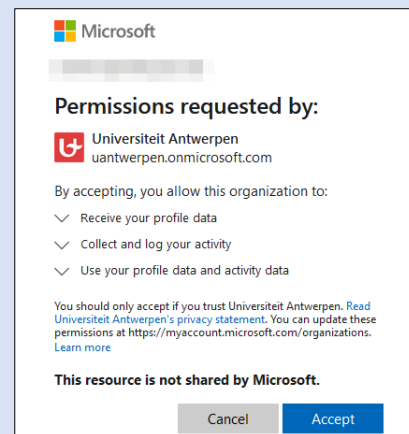 Microsoft
Permissions requested by:
Universiteit Antwerpen
uantwerpen.onmicrosoft.com
By accepting, you allow this organization to:
Receive your profile data
Collect and log your activity
Use your profile data and activity data
You should only accept if you trust Universiteit Antwerpen. Read
Universiteit Antwerpen's privacy statement. You can update these
permissions at https://myaccount.microsoft.com/organizations.
Learn more
This resource is not shared by Microsoft.
Cancel Accept